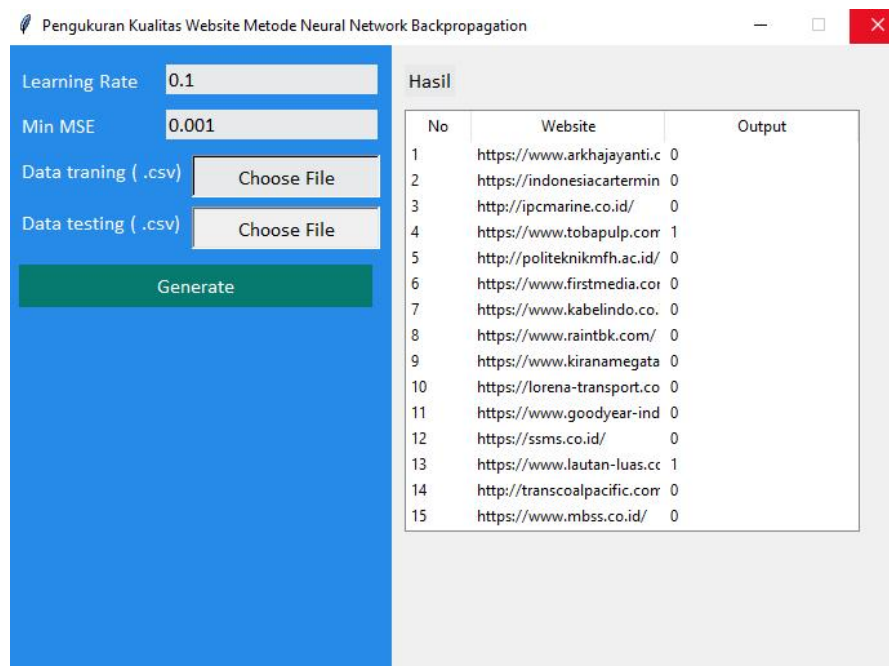 Pengukuran Kualitas Website Metode Neural Network Backpropagation
Learning Rate 0.1
Min MSE 0.001
Data traning ( .csv) Choose File
Data testing ( .csv) Choose File
Generate
Hasil
No Website Output
1 https://www.arkhajayanti.c 0
2 https://indonesiacartermin 0
3 http://ipcmarine.co.id/ 0
4 https://www.tobapulp.com 1
5 http://politeknikmfh.ac.id/ 0
6 https://www.firstmedia.cor 0
7 https://www.kabelindo.co. 0
8 https://www.raintbk.com/ 0
9 https://www.kiranamegata 0
10 https://lorena-transport.co 0
11 https://www.goodyear-ind 0
12 https://ssms.co.id/ 0
13 https://www.lautan-luas.cc 1
14 http://transcoalpacific.com 0
15 https://www.mbss.co.id/ 0